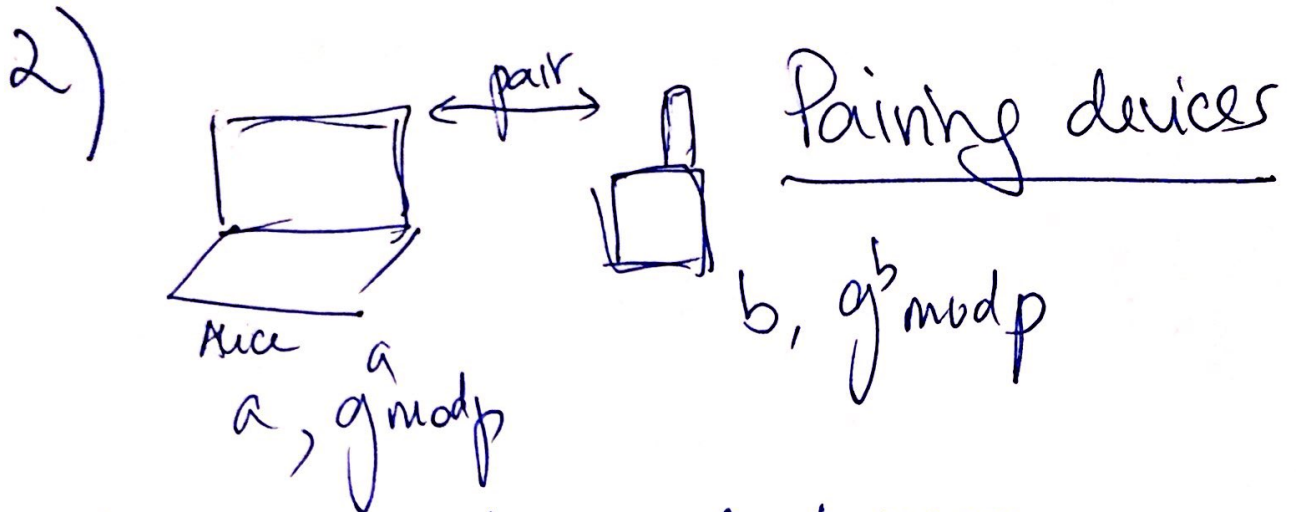 2)
pair
Pairing devices
b, g^b mod p
Alice
a, g^a mod p